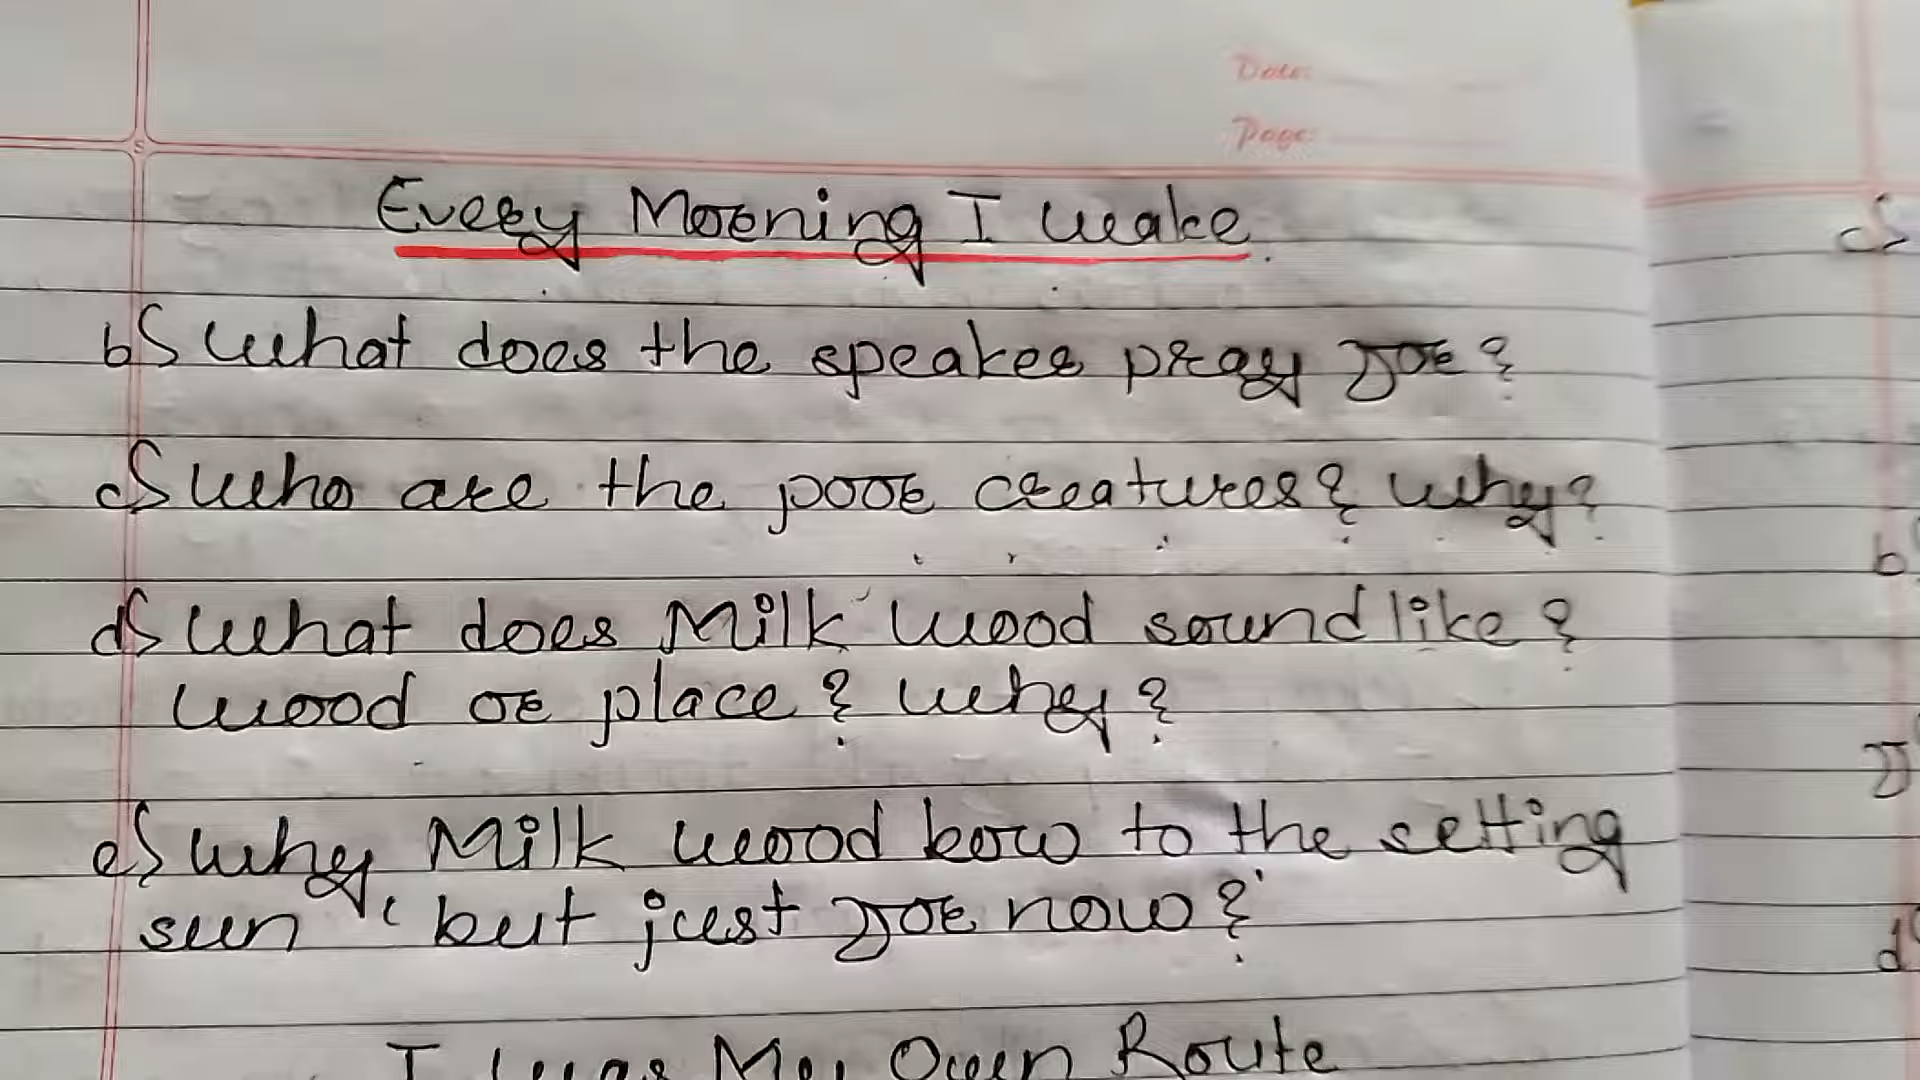 Date:
Page:
Every Morning I wake.
b) what does the speaker pray for?
c) who are the poor creatures? why?
d) what does Milk wood sound like?
wood or place? why?
e) why Milk wood bow to the setting
sun 'but just for now?'
I was My Own Route
c)
b
f
d